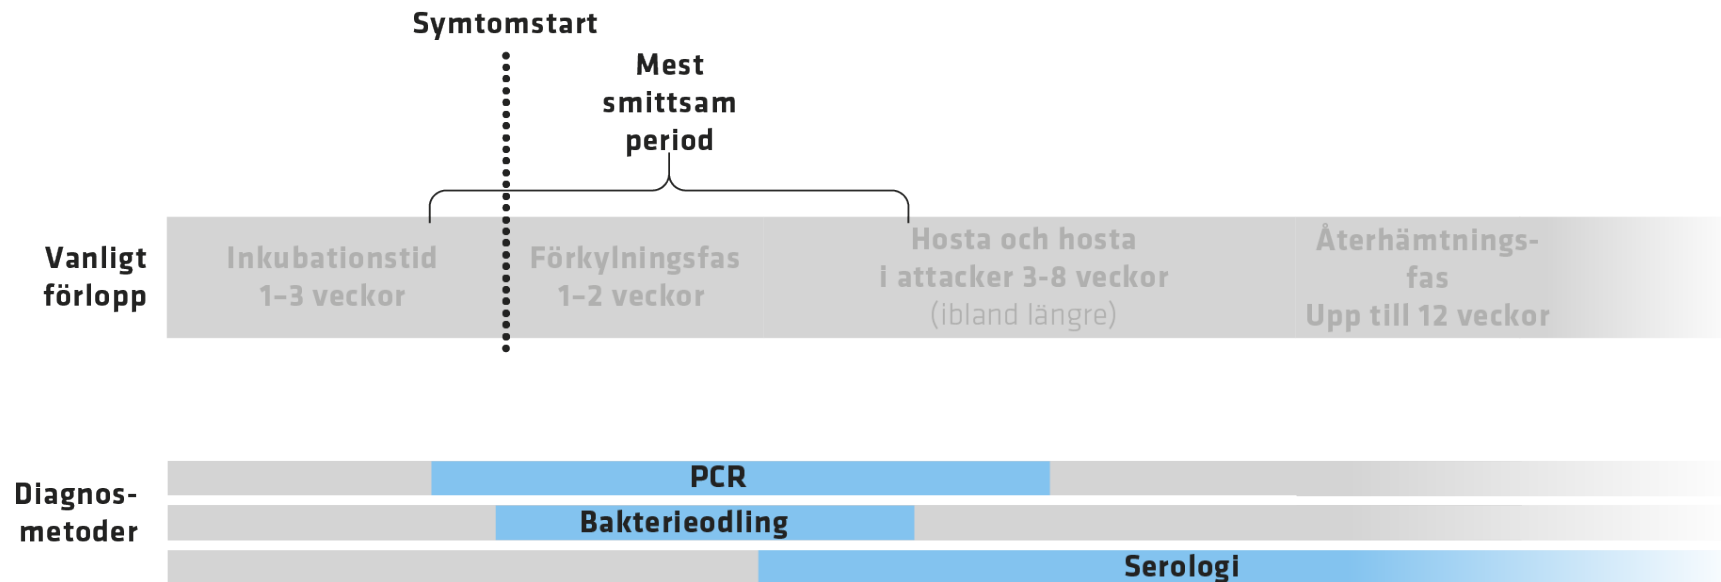 Symtomstart
Mest
smittsam
period
Vanligt
förlopp
Inkubationstid
1–3 veckor
Förkylningsfas
1–2 veckor
Hosta och hosta
i attacker 3-8 veckor
(ibland längre)
Återhämtnings-
fas
Upp till 12 veckor
Diagnos-
metoder
PCR
Bakterieodling
Serologi